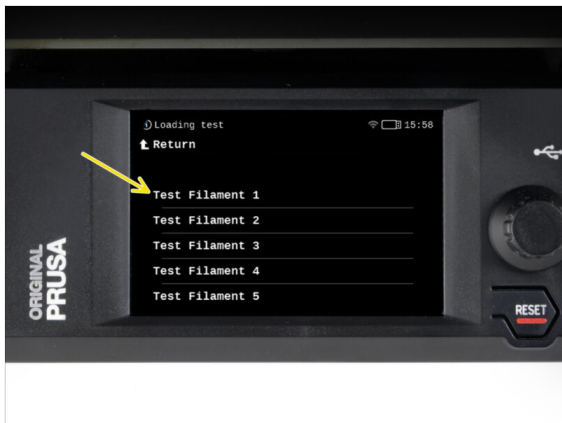 Loading test 15:58
Return
Test Filament 1
Test Filament 2
Test Filament 3
Test Filament 4
Test Filament 5
ORIGINAL
PRUSA
RESET